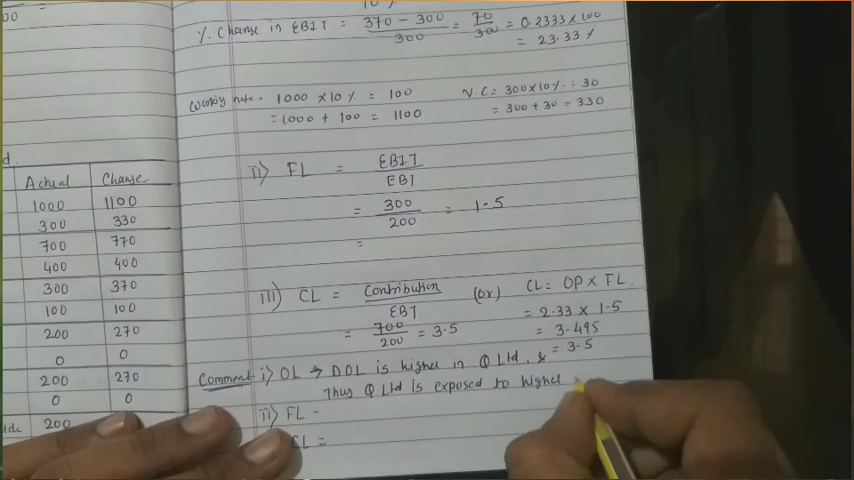 00 =
10%
% Change in EBIT = 370 - 300 / 300 = 70 / 300 = 0.2333 x 100
= 23.33 %
Working note - 1000 x 10% = 100
= 1000 + 100 = 1100
V.C = 300 x 10% = 30
= 300 + 30 = 330
d.
Actual Change
1000 1100
300 330
700 770
400 400
300 370
100 100
200 270
0 0
200 270
0 0
200
ii) FL = EBIT / EBT
= 300 / 200 = 1.5
=
iii) CL = Contribution / EBT (or) CL = OP x FL.
= 700 / 200 = 3.5
= 2.33 x 1.5
= 3.495
= 3.5
Comment i) OL → DOL is higher in Q Ltd, &
Thus Q Ltd is exposed to higher
ii) FL -
CL =